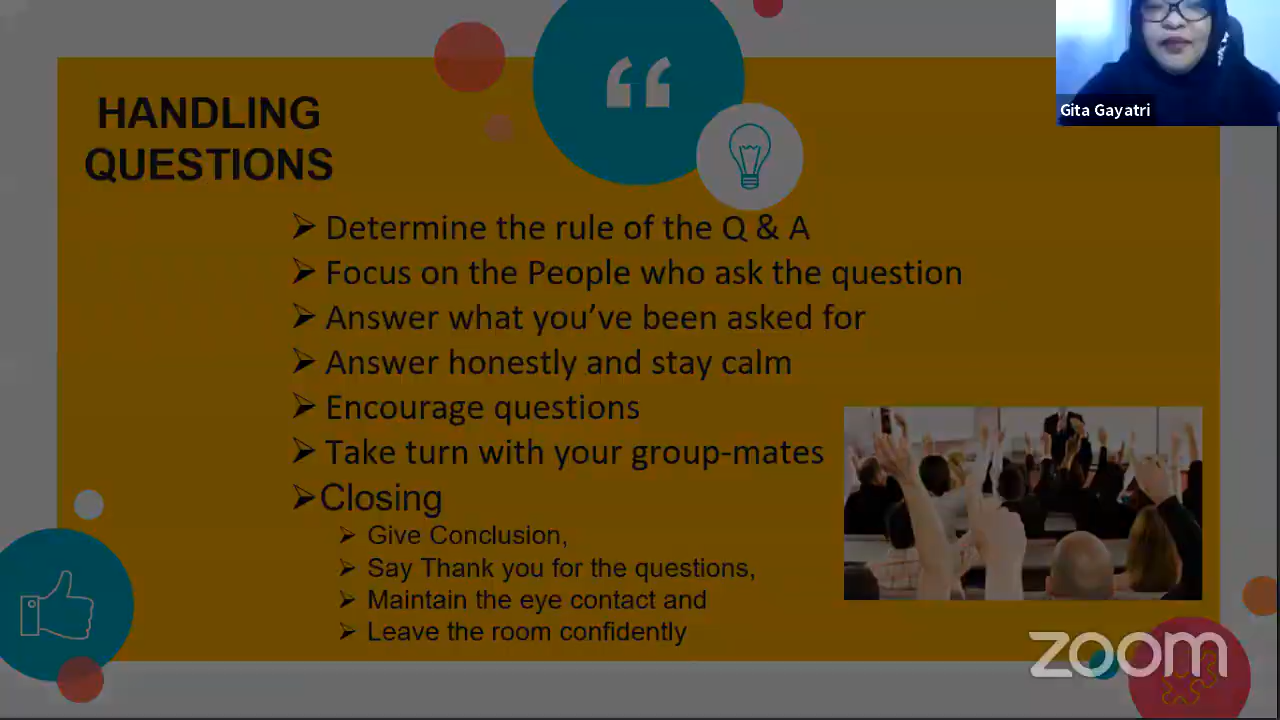 Gita Gayatri
HANDLING
QUESTIONS
Determine the rule of the Q & A
Focus on the People who ask the question
Answer what you’ve been asked for
Answer honestly and stay calm
Encourage questions
Take turn with your group-mates
Closing
Give Conclusion,
Say Thank you for the questions,
Maintain the eye contact and
Leave the room confidently
zoom